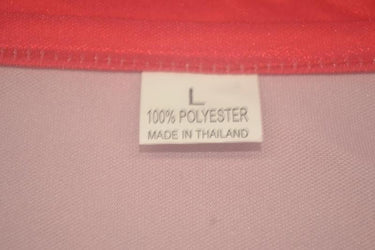 L
100% POLYESTER
MADE IN THAILAND